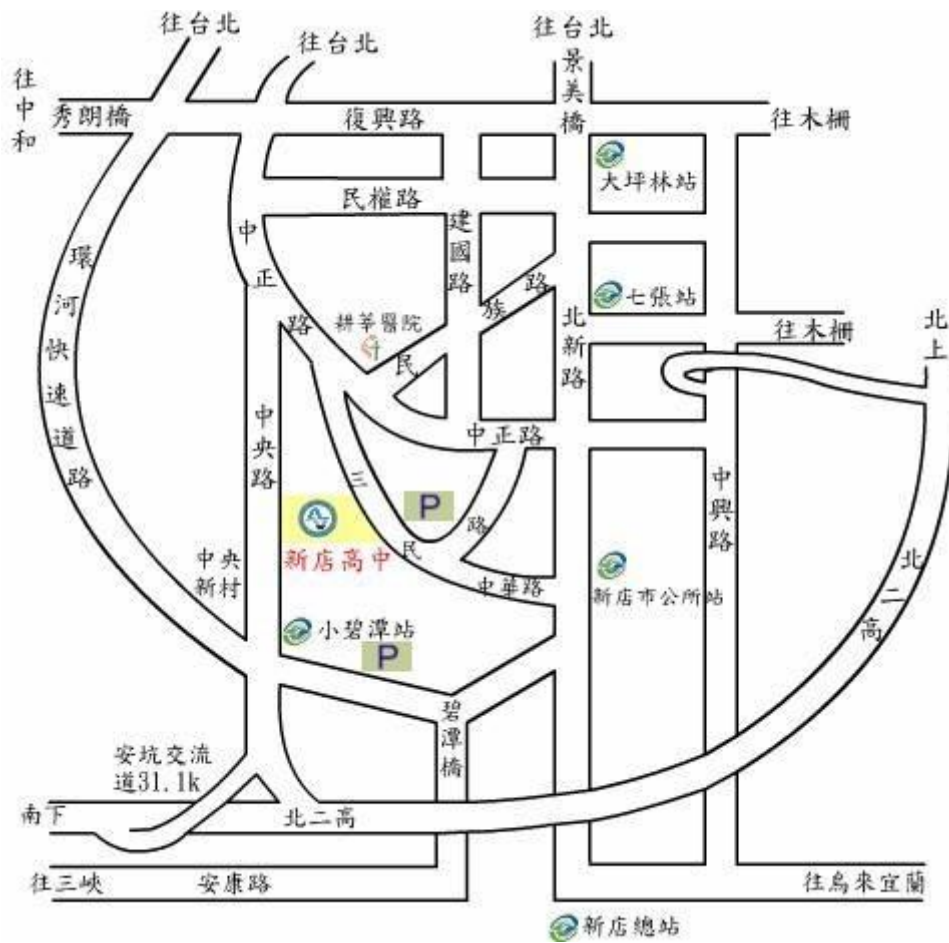 往台北
往台北
往台北
往中和
秀朗橋
復興路
景美橋
往木柵
大坪林站
民權路
建國路
中正路
環河快速道路
民族路
七張站
北新路
往木柵
北上
耕莘醫院
中央路
中正路
中興路
P
三民路
新店高中
中央新村
中華路
新店市公所站
北二高
小碧潭站
P
碧潭橋
安坑交流
道31.1k
南下
北二高
往三峽
安康路
往烏來宜蘭
新店總站